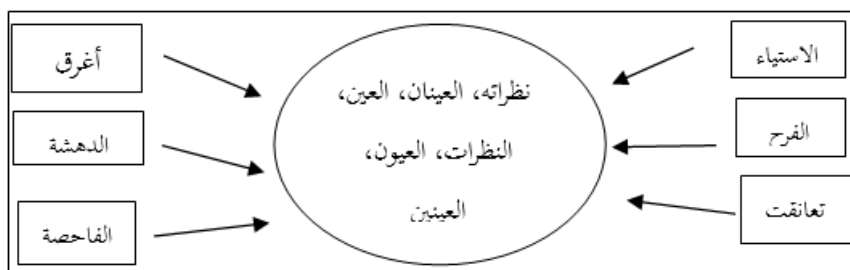 الاستياء
الفرح
تعانقت
نظراته، العينان، العين،
النظرات، العيون،
العينين
أغرق
الدهشة
الفاحصة